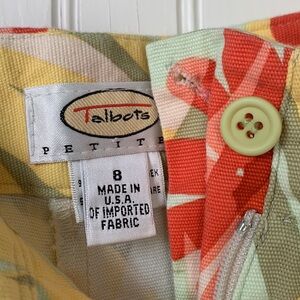 Talbots
PETITE
8
MADE IN
U.S.A.
OF IMPORTED
FABRIC